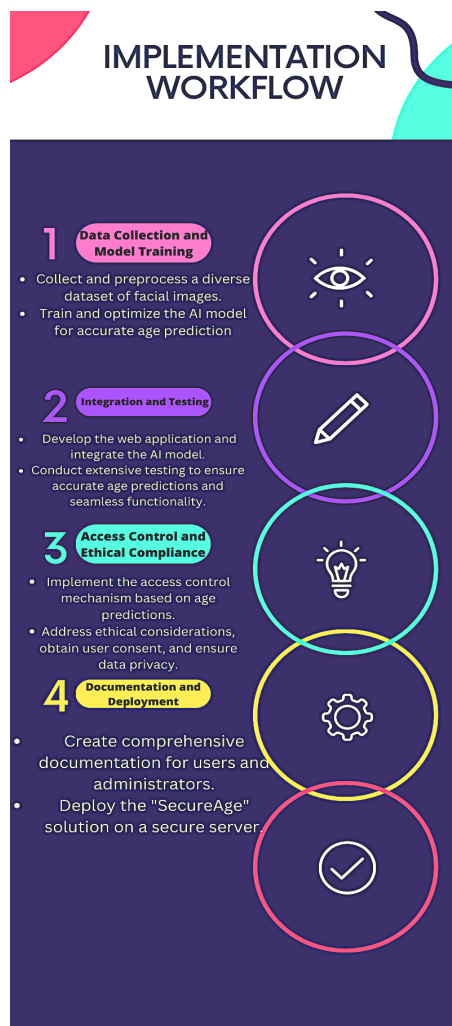 IMPLEMENTATION
WORKFLOW
1
Data Collection and
Model Training
• Collect and preprocess a diverse
dataset of facial images.
• Train and optimize the AI model
for accurate age prediction
2
Integration and Testing
• Develop the web application and
integrate the AI model.
• Conduct extensive testing to ensure
accurate age predictions and
seamless functionality.
3
Access Control and
Ethical Compliance
• Implement the access control
mechanism based on age
predictions.
• Address ethical considerations,
obtain user consent, and ensure
data privacy.
4
Documentation and
Deployment
• Create comprehensive
documentation for users and
administrators.
• Deploy the "SecureAge"
solution on a secure server.